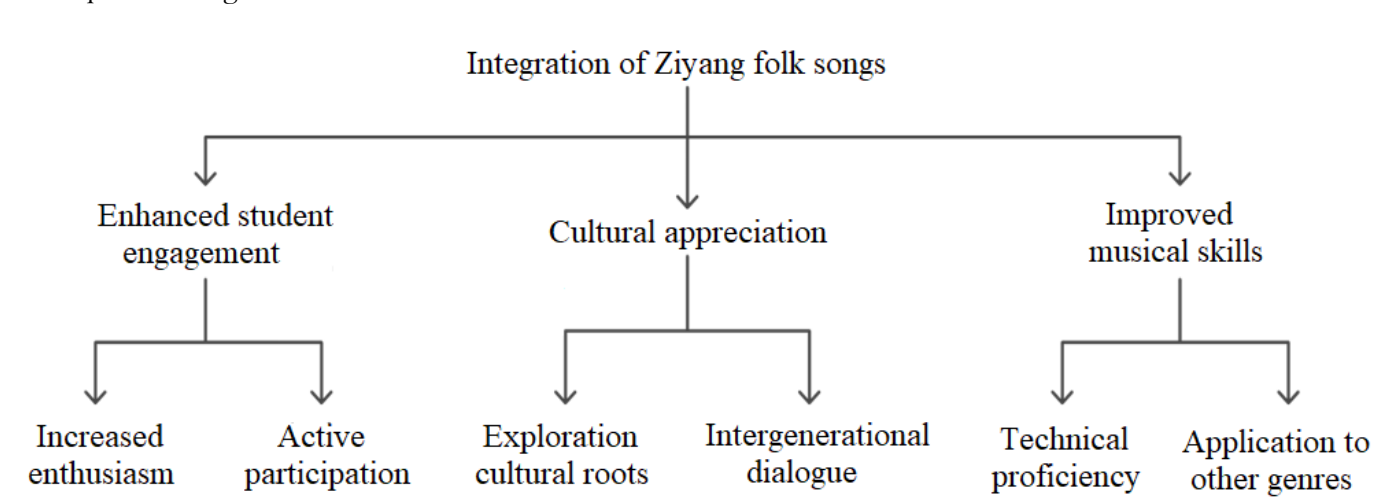 Integration of Ziyang folk songs
Enhanced student
engagement
Cultural appreciation
Improved
musical skills
Increased
enthusiasm
Active
participation
Exploration
cultural roots
Intergenerational
dialogue
Technical
proficiency
Application to
other genres